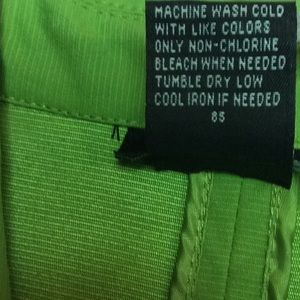 MACHINE WASH COLD
WITH LIKE COLORS
ONLY NON-CHLORINE
BLEACH WHEN NEEDED
TUMBLE DRY LOW
COOL IRON IF NEEDED
85